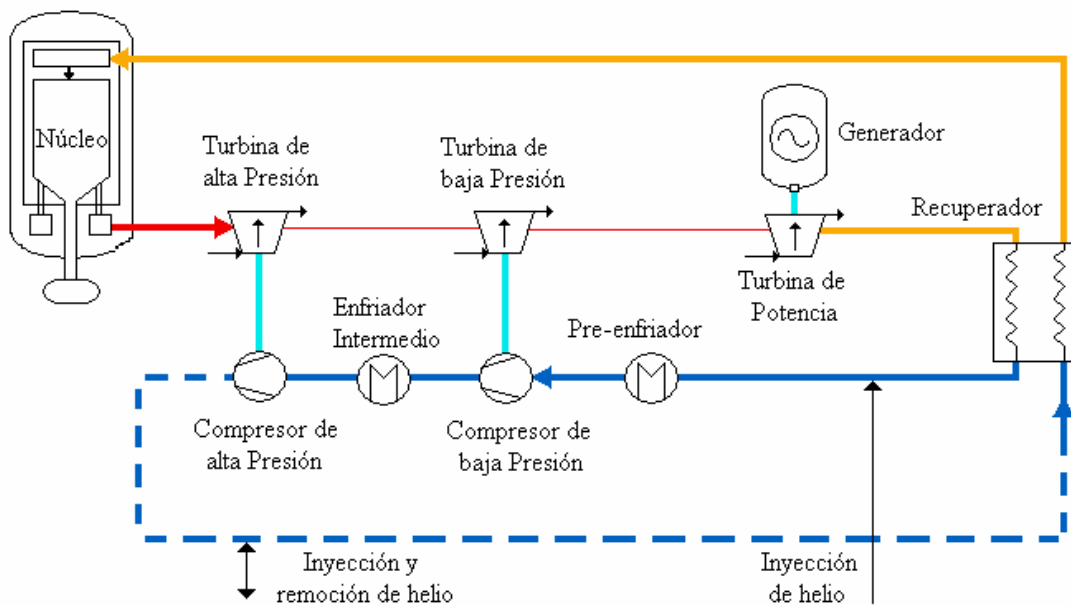 Núcleo
Turbina de
alta Presión
Turbina de
baja Presión
Generador
Recuperador
Turbina de
Potencia
Enfriador
Intermedio
Pre-enfriador
Compresor de
alta Presión
Compresor de
baja Presión
Inyección y
remoción de helio
Inyección
de helio